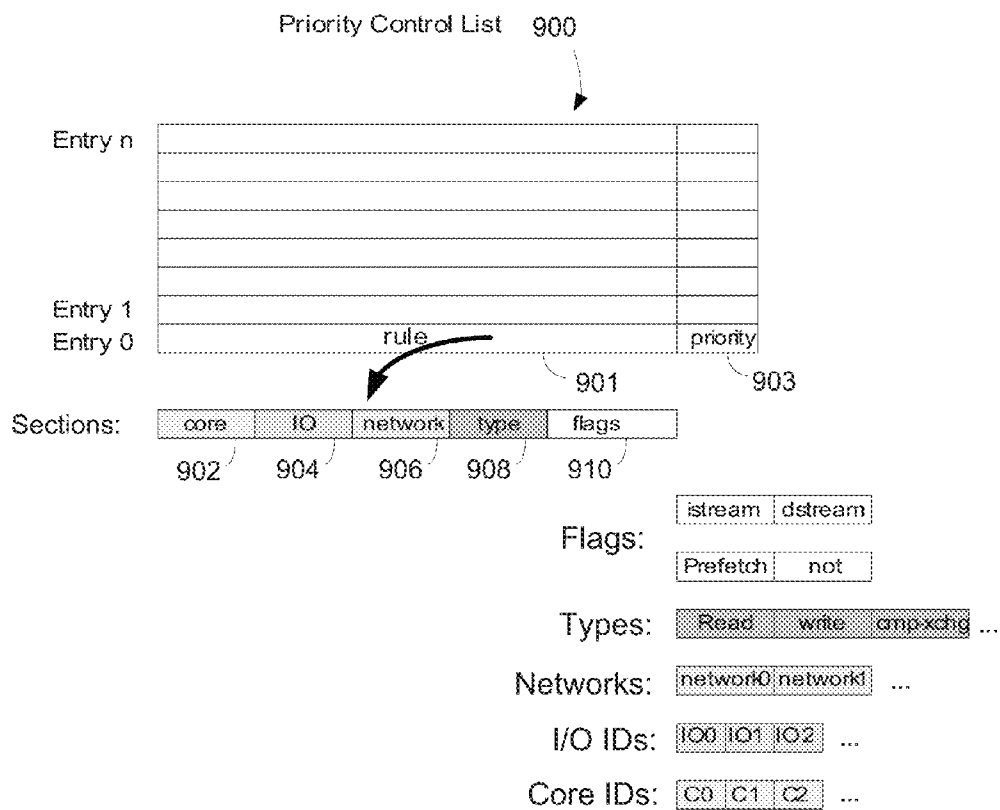 Priority Control List 900
Entry n
Entry 1
Entry 0 rule priority
901 903
Sections: core IO network type flags
902 904 906 908 910
istream dstream
Flags:
Prefetch not
Types: Read write cmp-xchg ...
Networks: network0 network1 ...
I/O IDs: IO0 IO1 IO2 ...
Core IDs: C0 C1 C2 ...